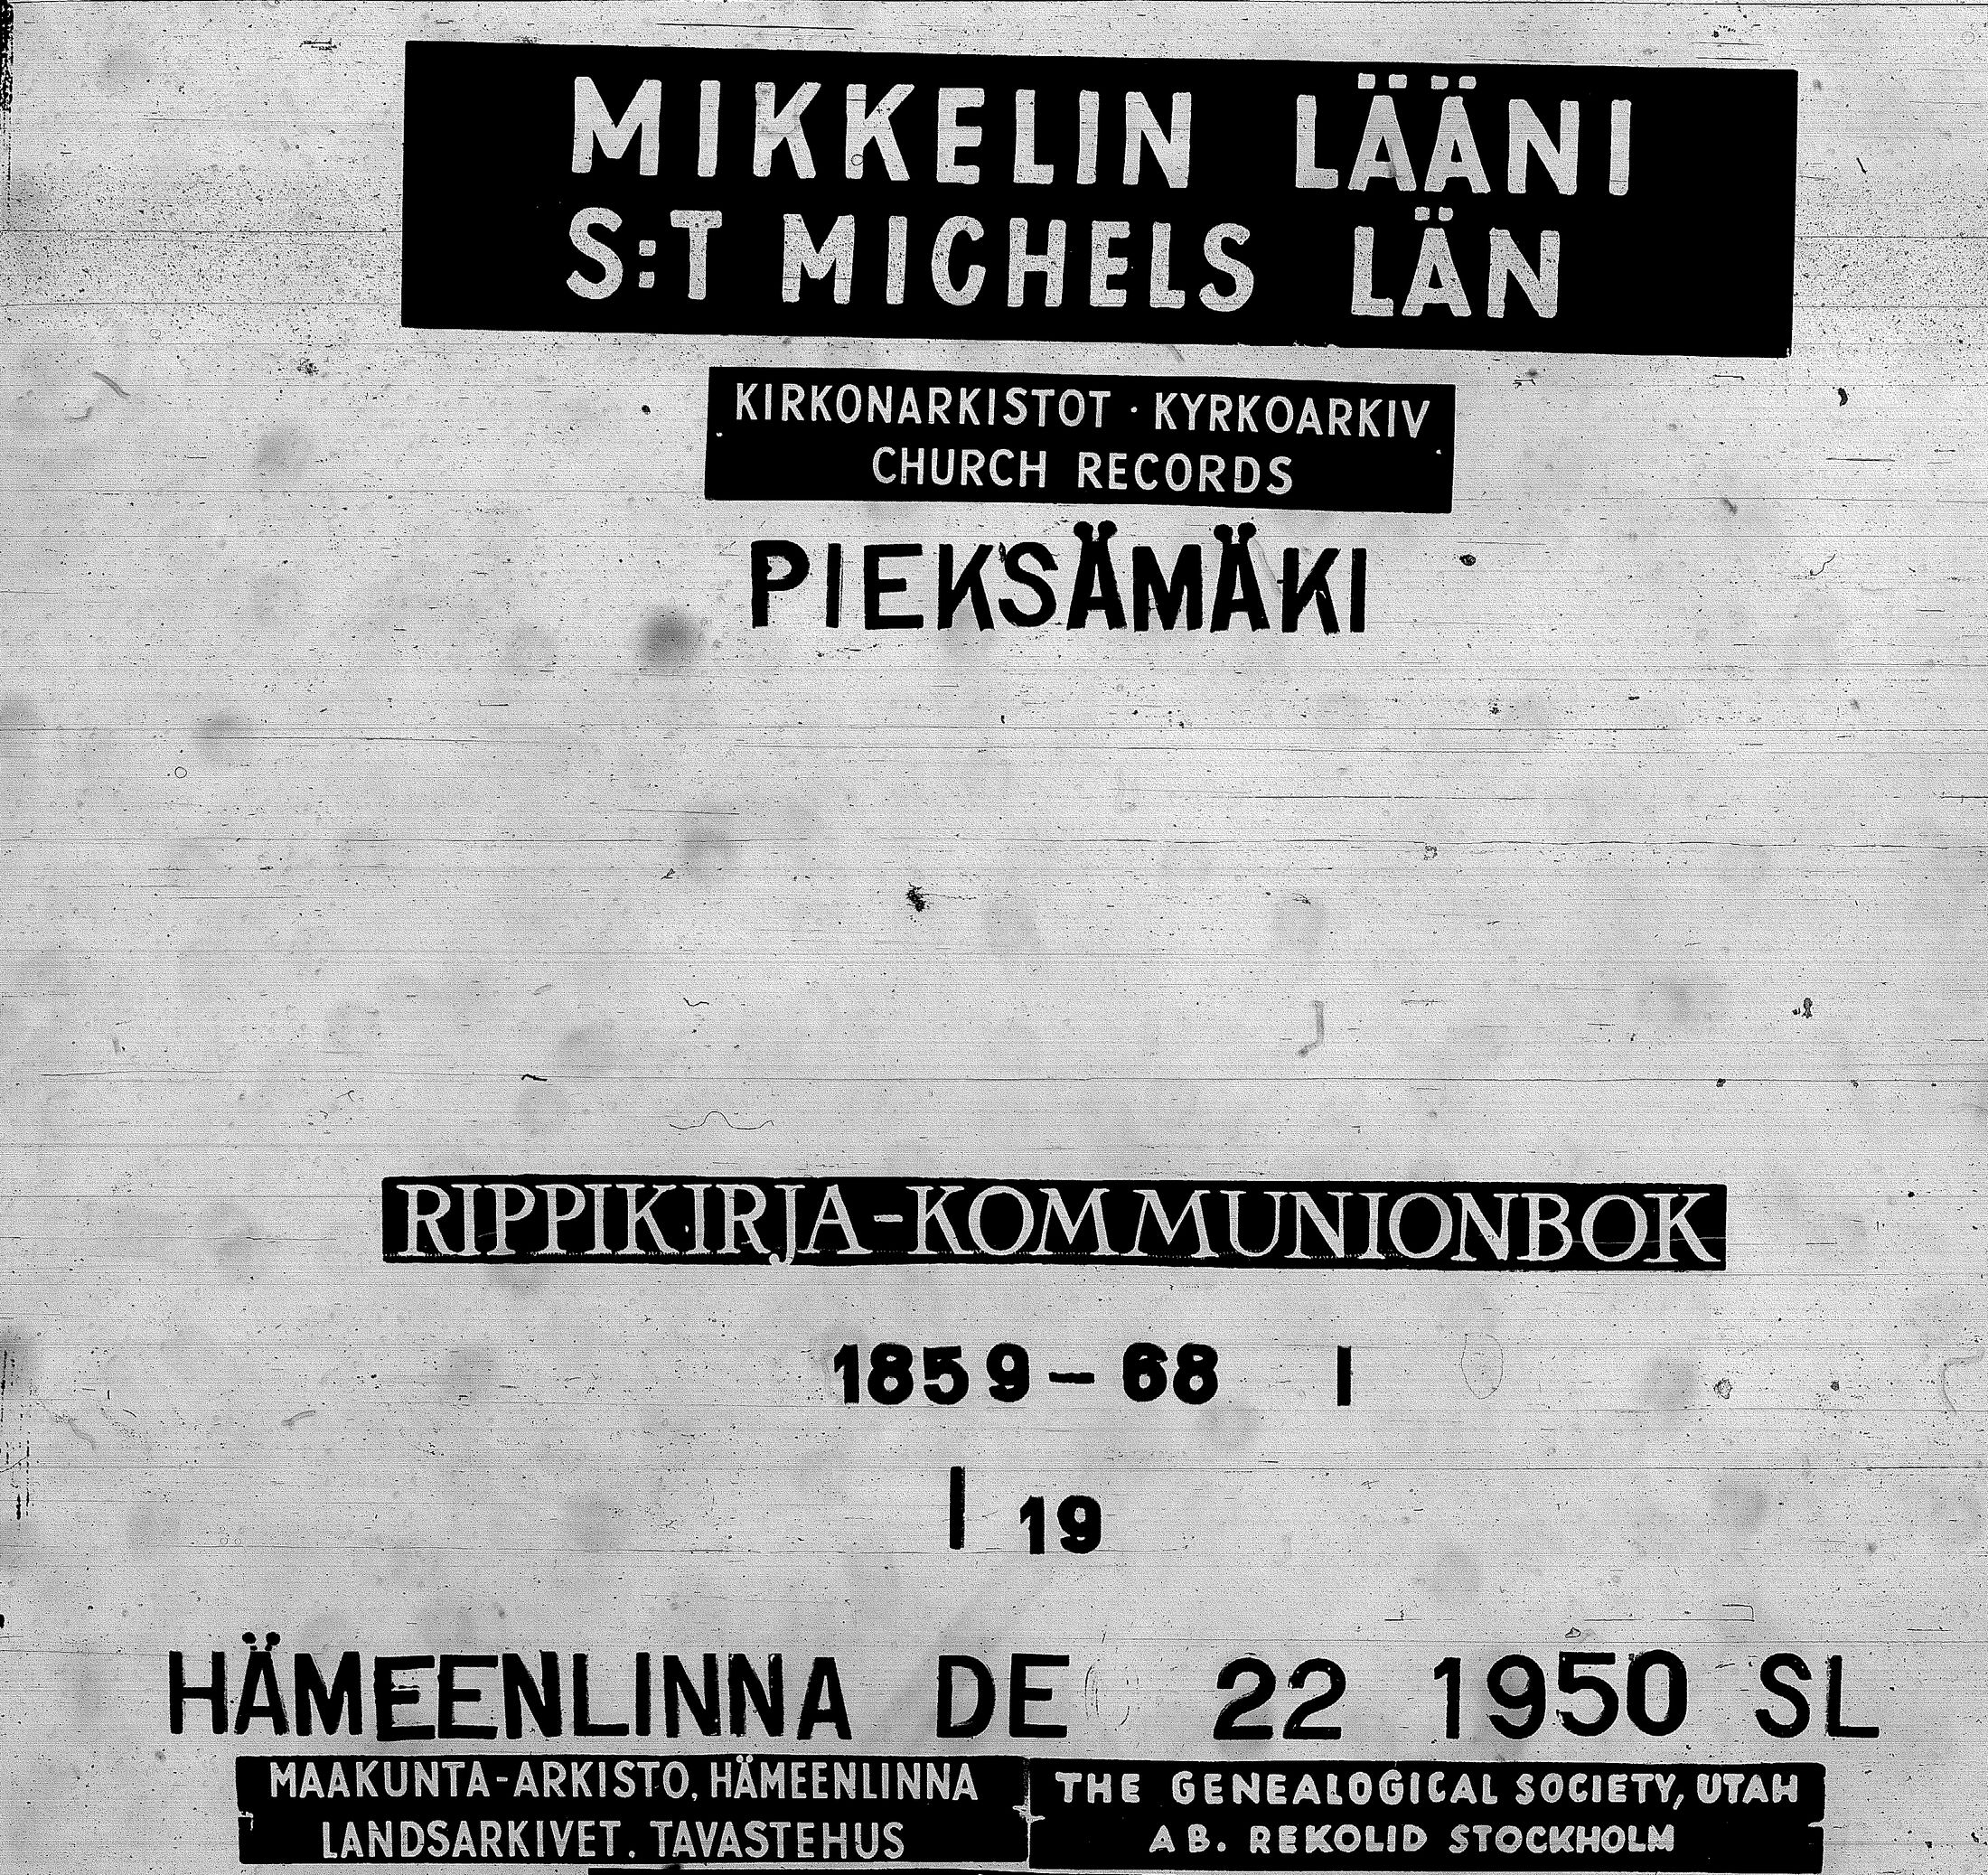 MIKKELIN LÄÄNI
S:T MICHELS LÄN
KIRKONARKISTOT · KYRKOARKIV
CHURCH RECORDS
PIEKSÄMÄKI
RIPPIKIRJA-KOMMUNIONBOK
1859-68 I
I 19
HÄMEENLINNA DE 22 1950 SL
MAAKUNTA-ARKISTO, HÄMEENLINNA
LANDSARKIVET. TAVASTEHUS
THE GENEALOGICAL SOCIETY, UTAH
AB. REKOLID STOCKHOLM